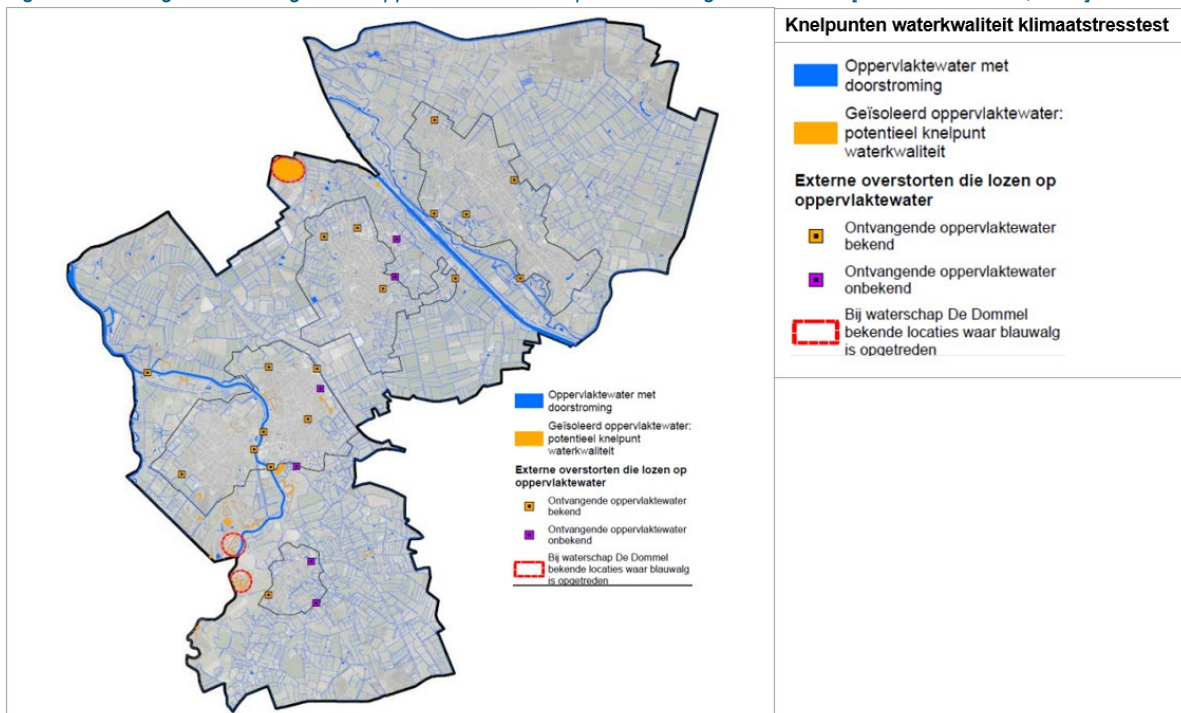 Knelpunten waterkwaliteit klimaatstresstest
Oppervlaktewater met
doorstroming
Geïsoleerd oppervlaktewater:
potentieel knelpunt
waterkwaliteit
Externe overstorten die lozen op
oppervlaktewater
Ontvangende oppervlaktewater
bekend
Ontvangende oppervlaktewater
onbekend
Bij waterschap De Dommel
bekende locaties waar blauwalg
is opgetreden
Oppervlaktewater met
doorstroming
Geïsoleerd oppervlaktewater:
potentieel knelpunt
waterkwaliteit
Externe overstorten die lozen op
oppervlaktewater
Ontvangende oppervlaktewater
bekend
Ontvangende oppervlaktewater
onbekend
Bij waterschap De Dommel
bekende locaties waar blauwalg
is opgetreden